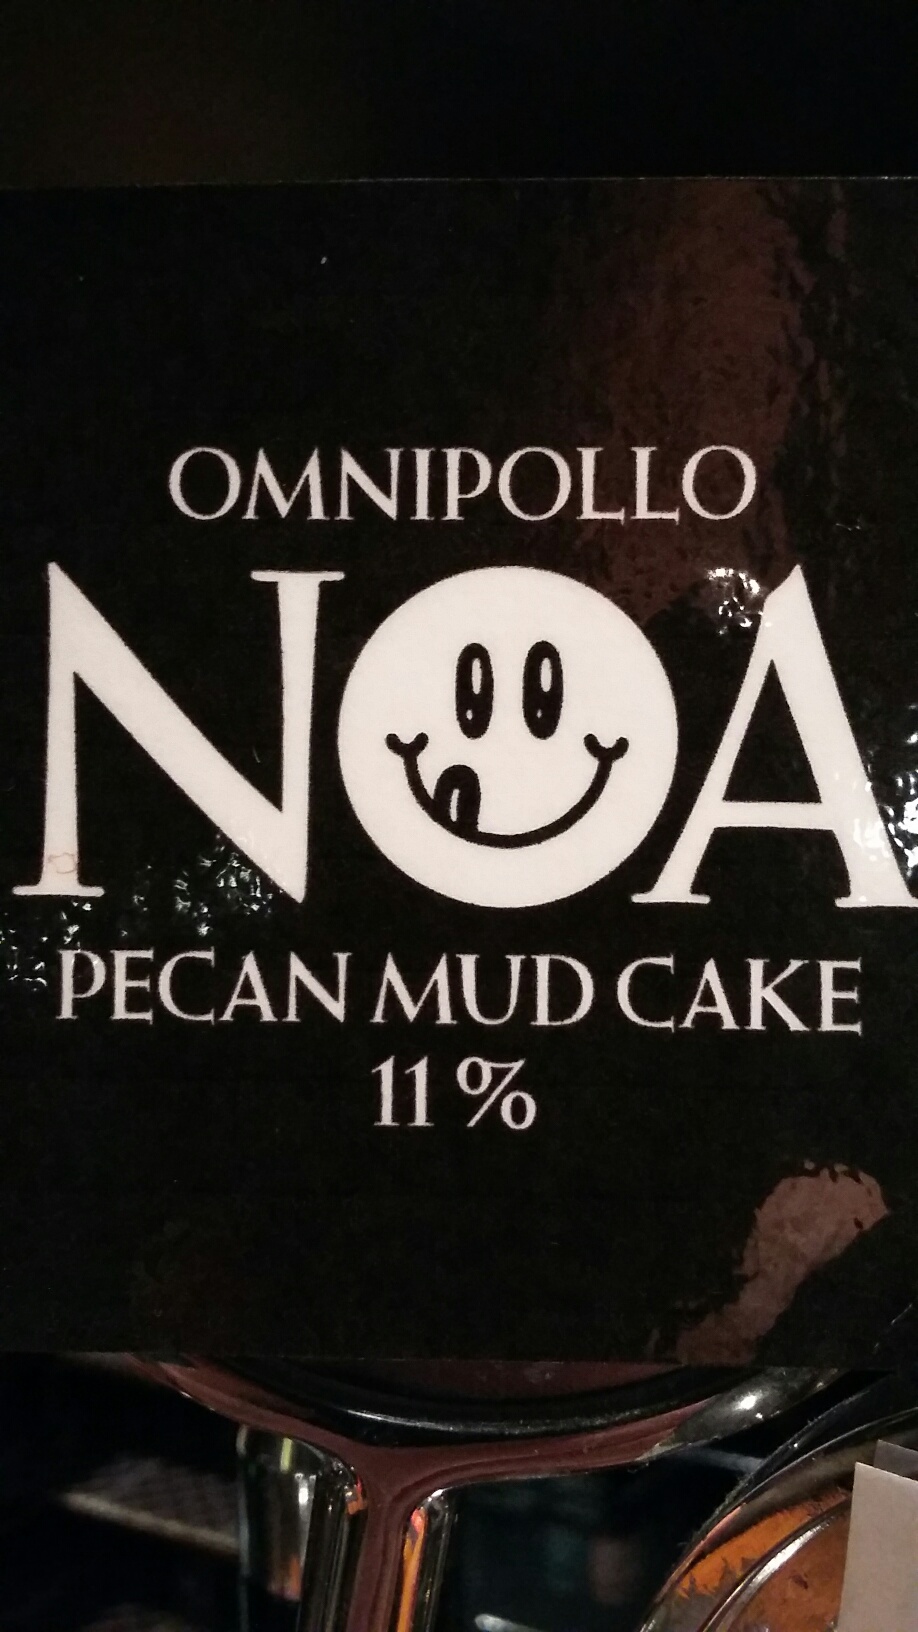 OMNIPOLLO
NOA
PECAN MUD CAKE
11 %